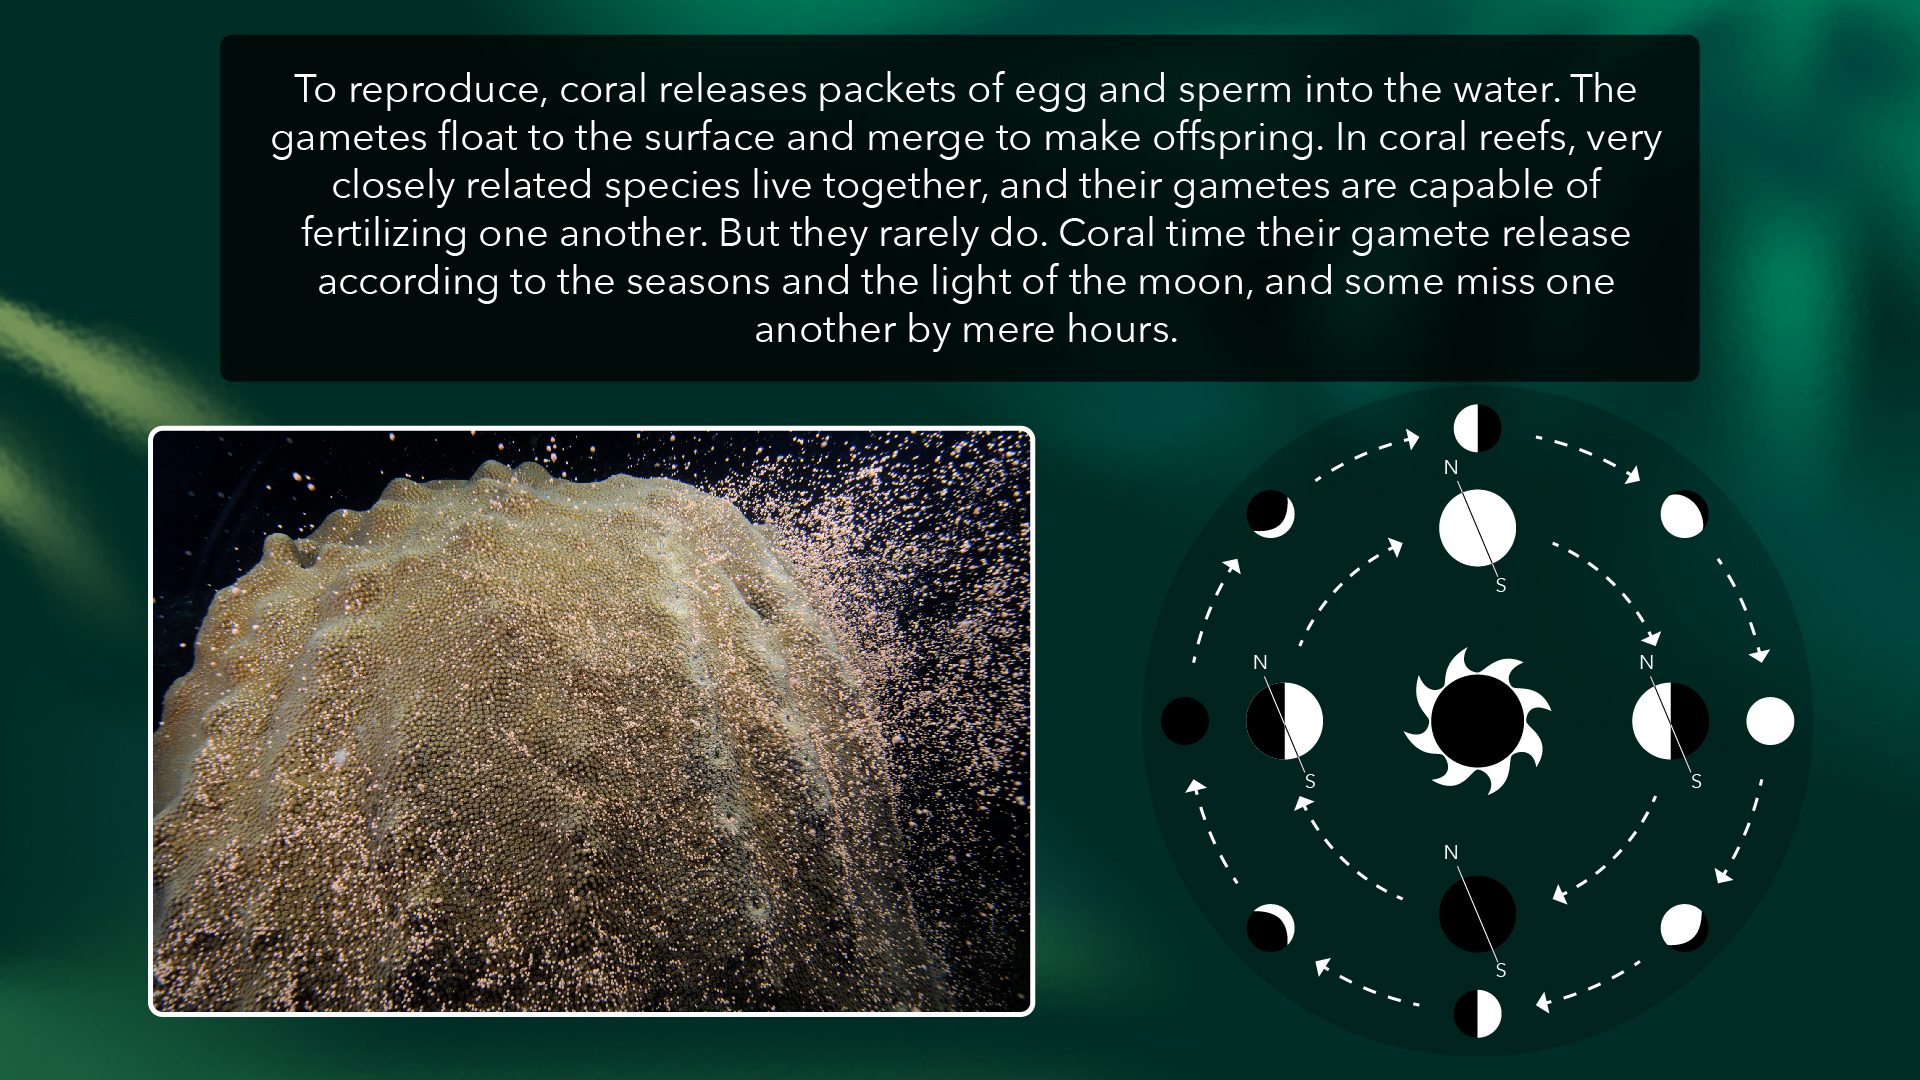 To reproduce, coral releases packets of egg and sperm into the water. The
gametes float to the surface and merge to make offspring. In coral reefs, very
closely related species live together, and their gametes are capable of
fertilizing one another. But they rarely do. Coral time their gamete release
according to the seasons and the light of the moon, and some miss one
another by mere hours.
N
S
N
N
S
S
N
S